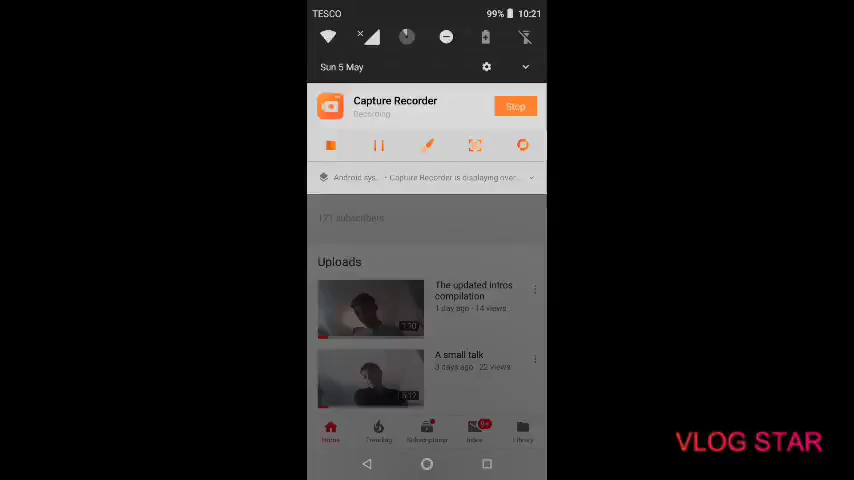 TESCO 99% 10:21
Sun 5 May
Capture Recorder
Recording
Stop
Android sys.. • Capture Recorder is displaying over...
121 subscribers
Uploads
The updated intros
compilation
1 day ago · 14 views
A small talk
3 days ago · 22 views
9+
Home Trending Subscriptions Inbox Library
VLOG STAR